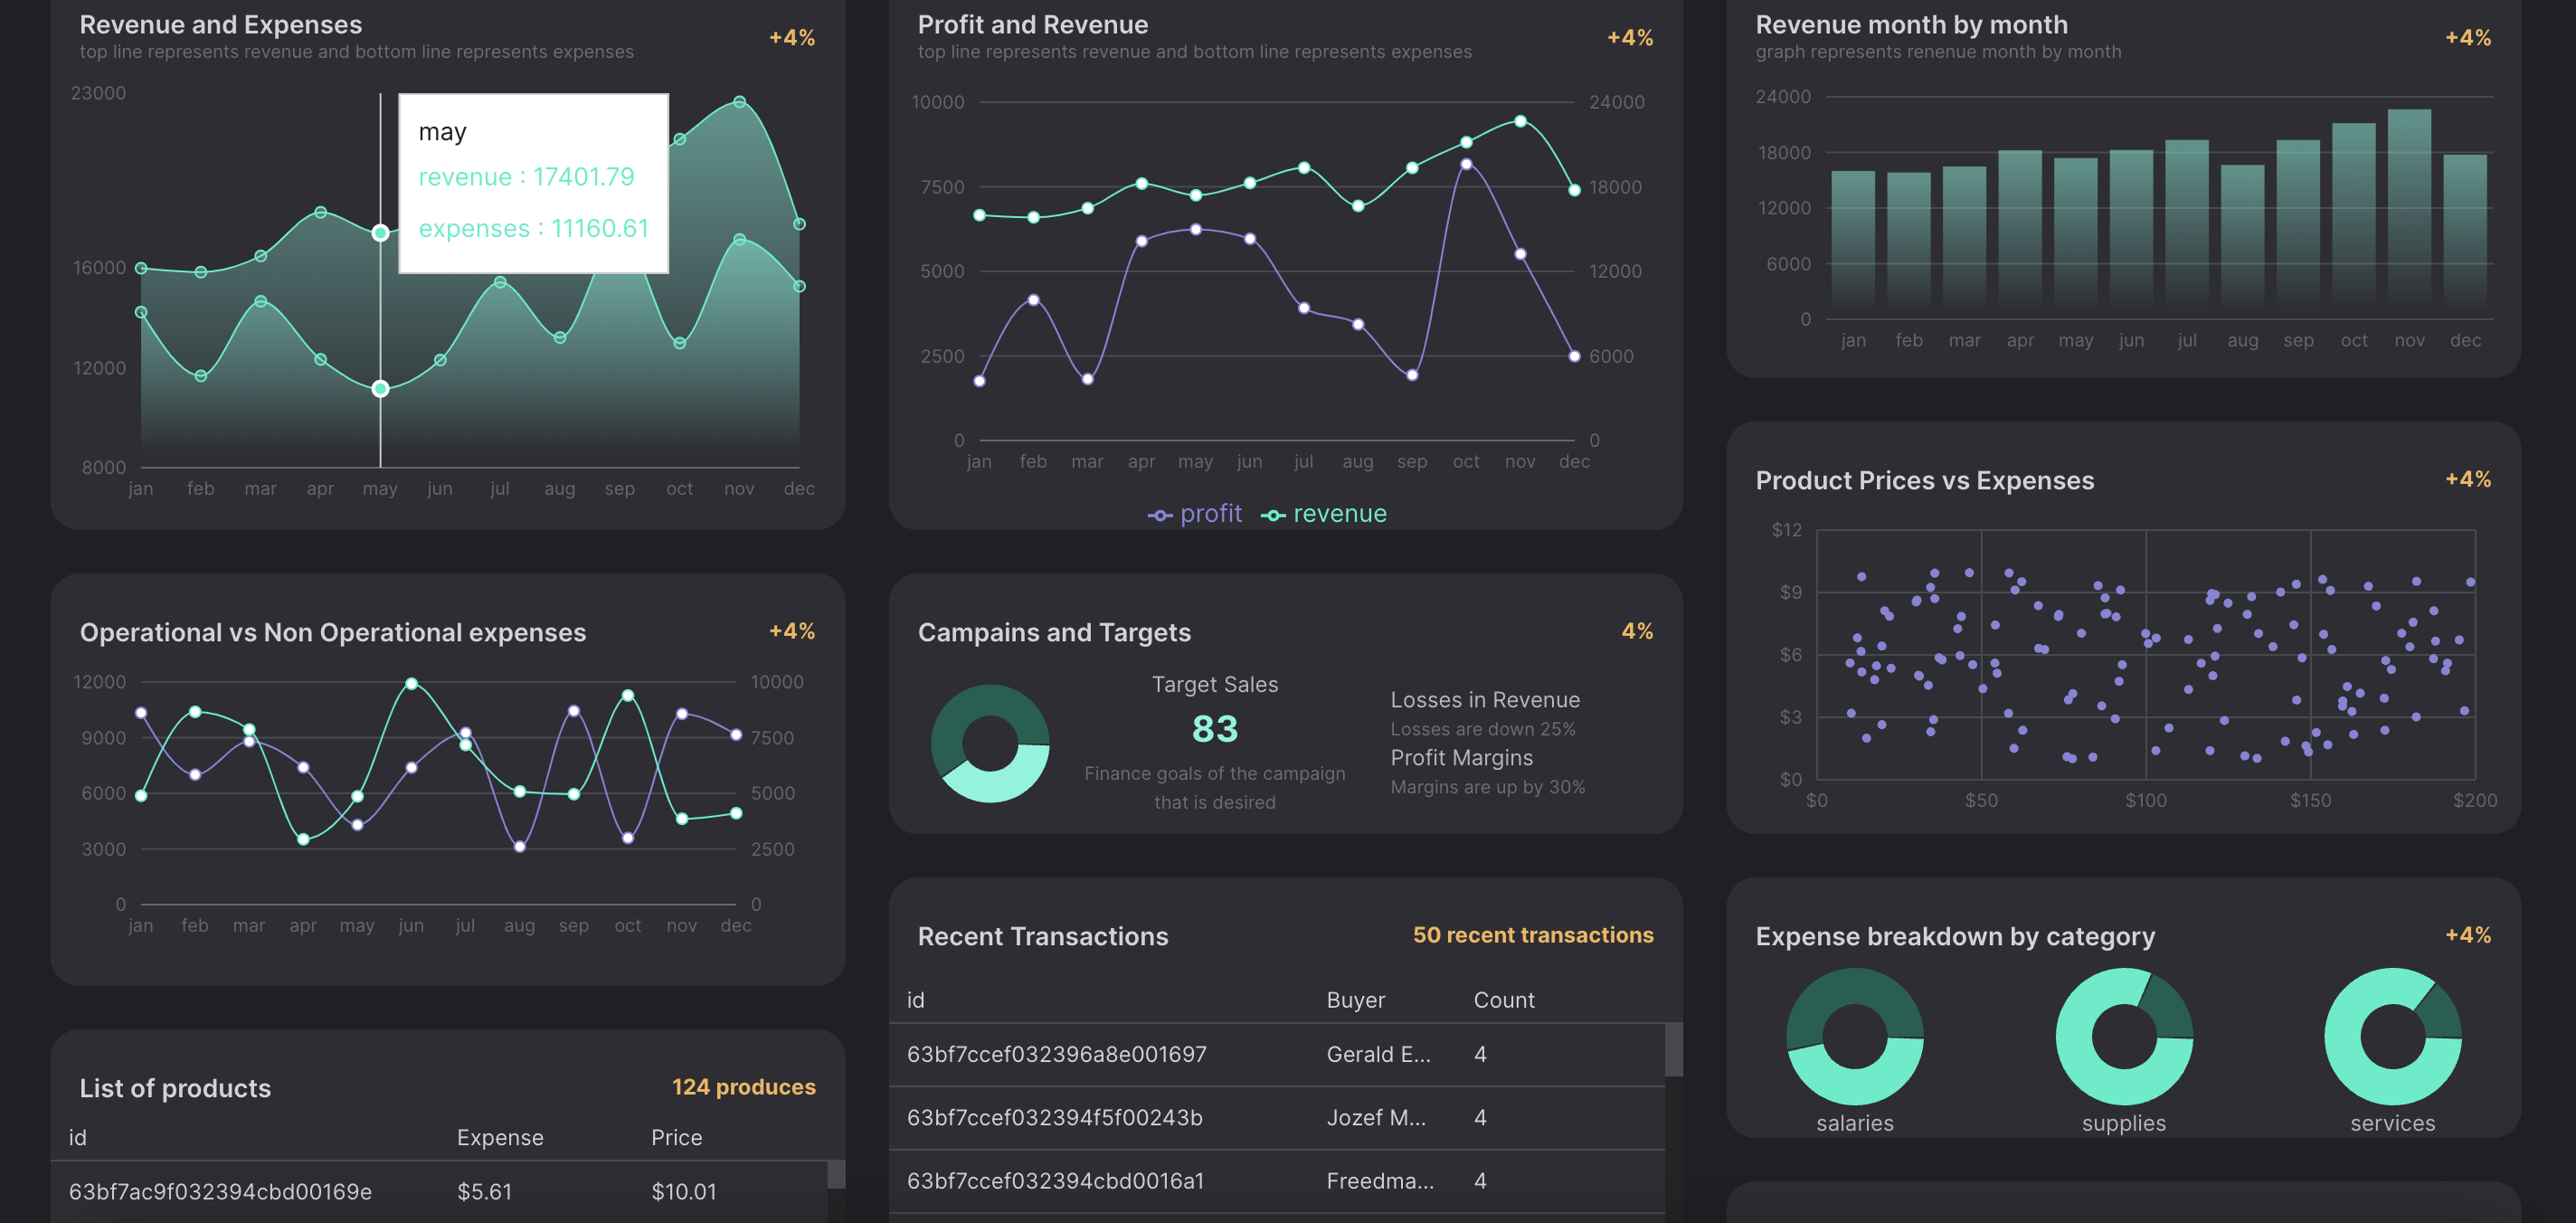 Revenue and Expenses
top line represents revenue and bottom line represents expenses
+4%
23000
16000
12000
8000
jan feb mar apr may jun jul aug sep oct nov dec
may
revenue : 17401.79
expenses : 11160.61
Operational vs Non Operational expenses
+4%
12000
9000
6000
3000
0
10000
7500
5000
2500
0
jan feb mar apr may jun jul aug sep oct nov dec
List of products
124 produces
id Expense Price
63bf7ac9f032394cbd00169e $5.61 $10.01
Profit and Revenue
top line represents revenue and bottom line represents expenses
+4%
10000
7500
5000
2500
0
24000
18000
12000
6000
0
jan feb mar apr may jun jul aug sep oct nov dec
profit revenue
Campains and Targets
4%
Target Sales
83
Finance goals of the campaign
that is desired
Losses in Revenue
Losses are down 25%
Profit Margins
Margins are up by 30%
Recent Transactions
50 recent transactions
id Buyer Count
63bf7ccef032396a8e001697 Gerald E... 4
63bf7ccef032394f5f00243b Jozef M... 4
63bf7ccef032394cbd0016a1 Freedma... 4
Revenue month by month
graph represents renenue month by month
+4%
24000
18000
12000
6000
0
jan feb mar apr may jun jul aug sep oct nov dec
Product Prices vs Expenses
+4%
$12
$9
$6
$3
$0
$0 $50 $100 $150 $200
Expense breakdown by category
+4%
salaries supplies services